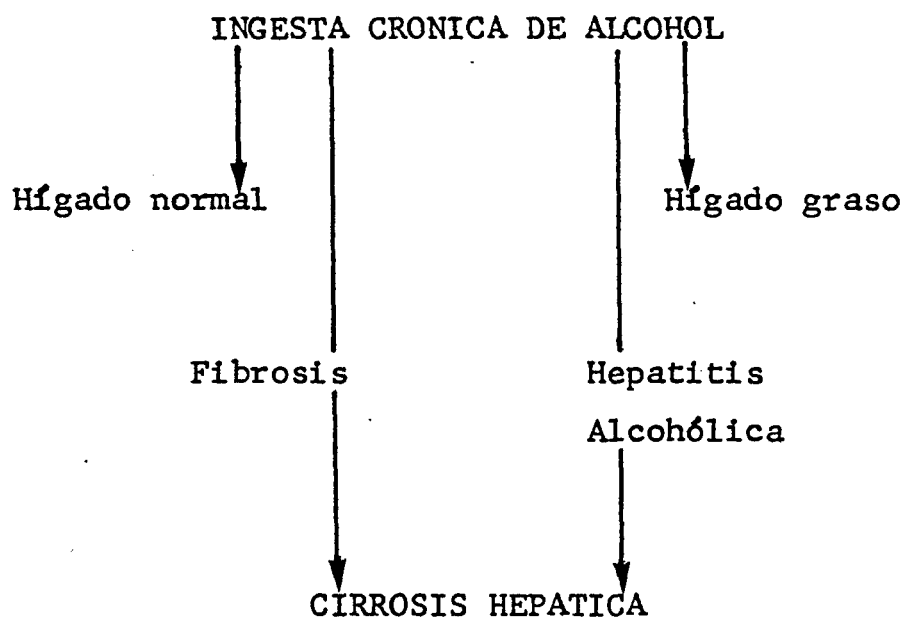 INGESTA CRONICA DE ALCOHOL
Hígado normal
Hígado graso
Fibrosis
Hepatitis
Alcohólica
CIRROSIS HEPATICA